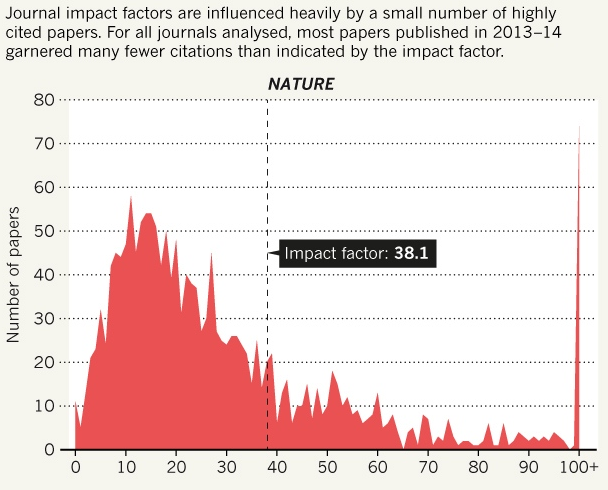 Journal impact factors are influenced heavily by a small number of highly
cited papers. For all journals analysed, most papers published in 2013–14
garnered many fewer citations than indicated by the impact factor.
NATURE
80
70
60
50
40
30
20
10
0
Number of papers
Impact factor: 38.1
0 10 20 30 40 50 60 70 80 90 100+